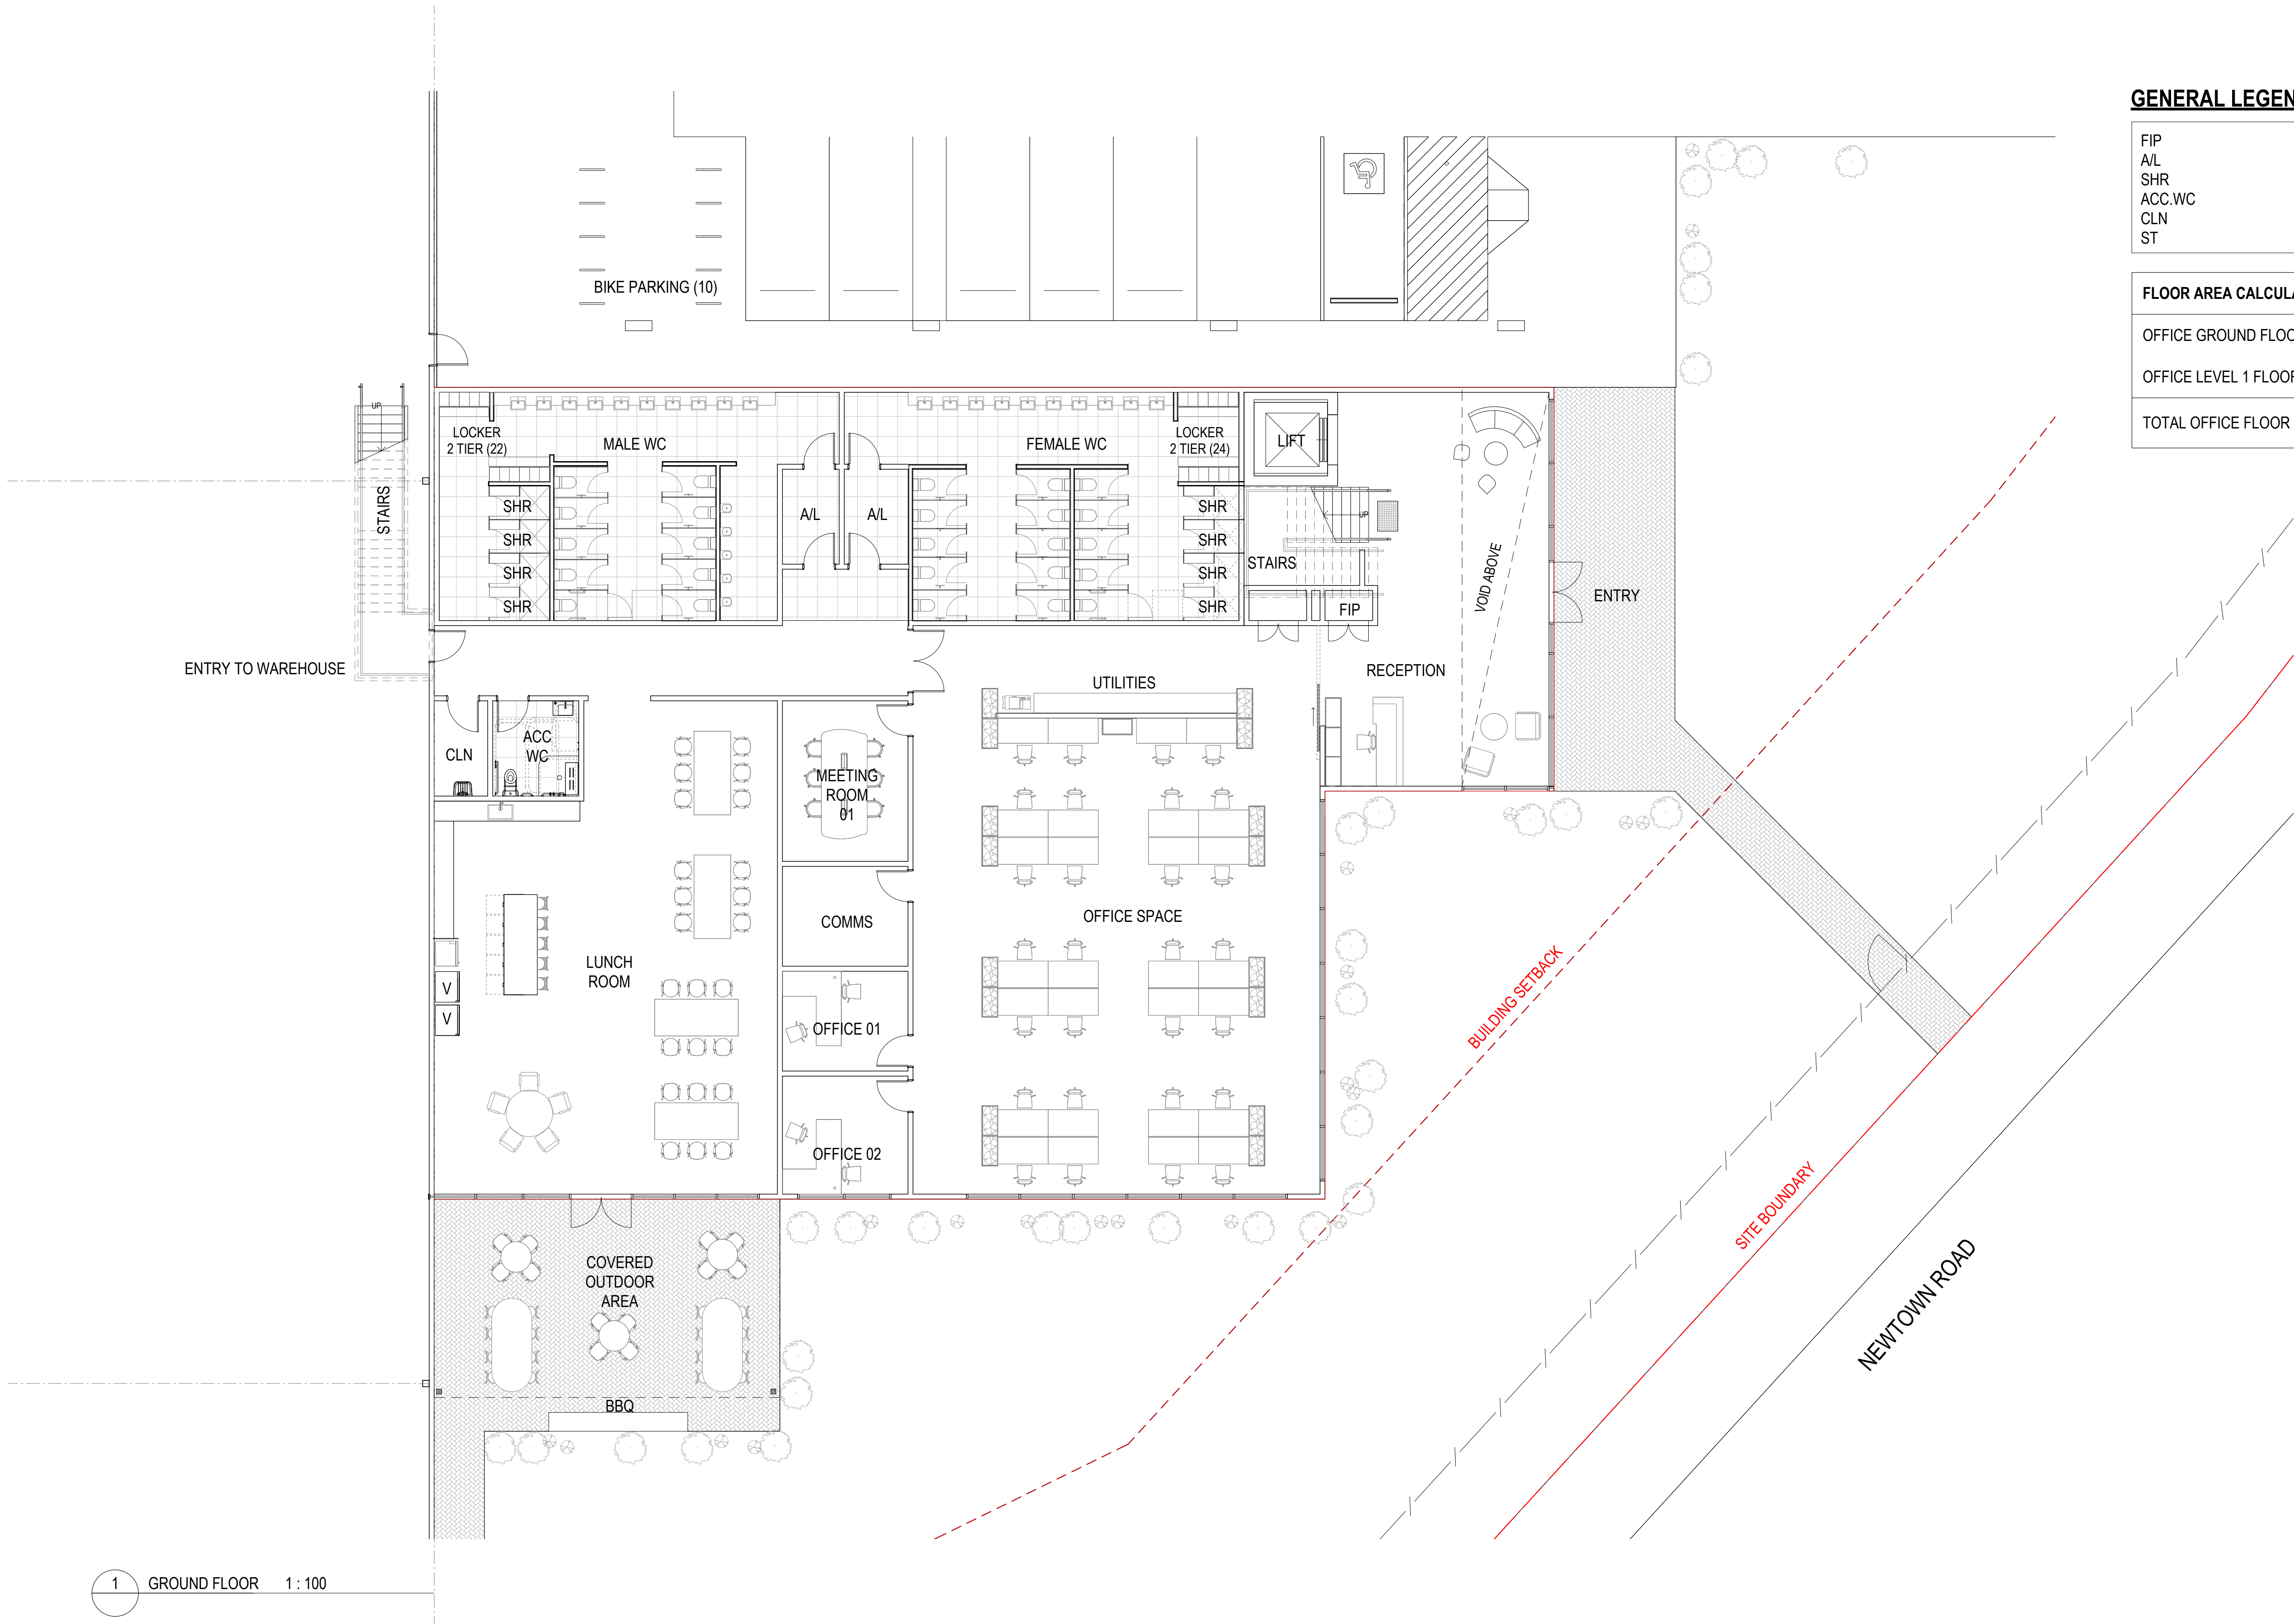 GENERAL LEGEN
FIP
A/L
SHR
ACC.WC
CLN
ST
FLOOR AREA CALCUL
OFFICE GROUND FLOO
OFFICE LEVEL 1 FLOOR
TOTAL OFFICE FLOOR
BIKE PARKING (10)
UP
STAIRS
LOCKER
2 TIER (22)
MALE WC
FEMALE WC
LOCKER
2 TIER (24)
LIFT
SHR
SHR
SHR
SHR
A/L
A/L
SHR
SHR
SHR
SHR
UP
STAIRS
FIP
VOID ABOVE
ENTRY
ENTRY TO WAREHOUSE
UTILITIES
RECEPTION
CLN
ACC
WC
MEETING
ROOM
01
COMMS
OFFICE SPACE
LUNCH
ROOM
V
V
OFFICE 01
OFFICE 02
BUILDING SETBACK
SITE BOUNDARY
NEWTOWN ROAD
COVERED
OUTDOOR
AREA
BBQ
1
GROUND FLOOR 1 : 100